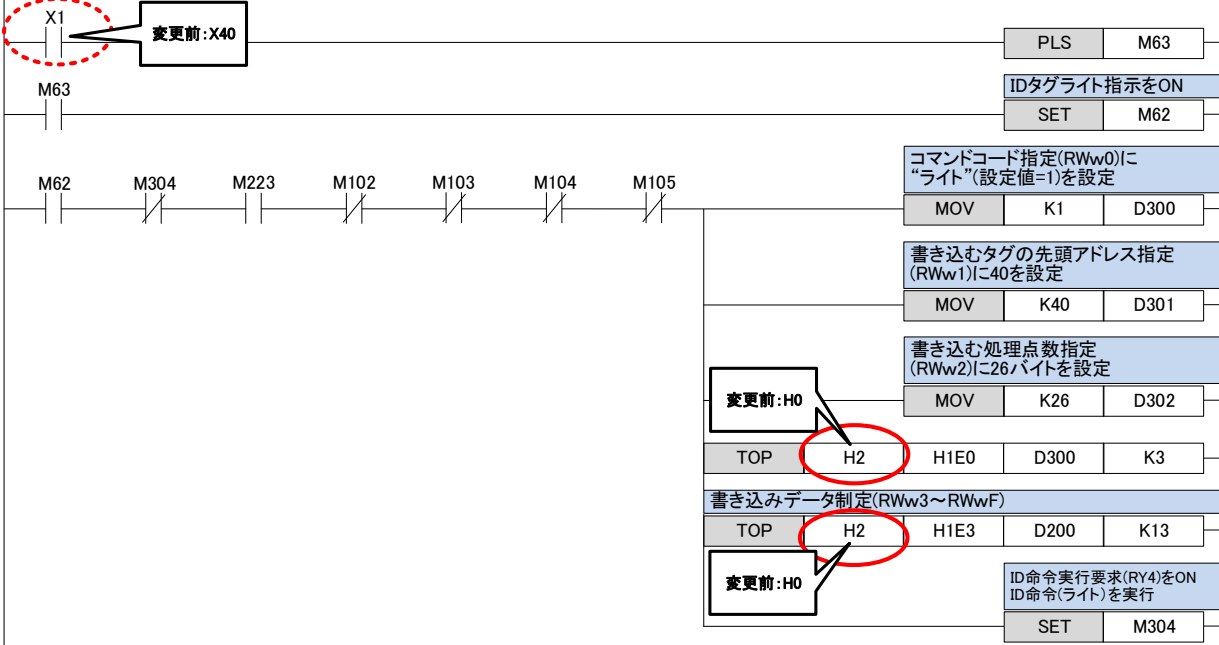 X1
変更前:X40
PLS M63
M63
IDタグライト指示をON
SET M62
コマンドコード指定(RWw0)に
“ライト”(設定値=1)を設定
M62 M304 M223 M102 M103 M104 M105
MOV K1 D300
書き込むタグの先頭アドレス指定
(RWw1)に40を設定
MOV K40 D301
書き込む処理点数指定
(RWw2)に26バイトを設定
変更前:H0
MOV K26 D302
TOP H2 H1E0 D300 K3
書き込みデータ制定(RWw3～RWwF)
TOP H2 H1E3 D200 K13
変更前:H0
ID命令実行要求(RY4)をON
ID命令(ライト)を実行
SET M304